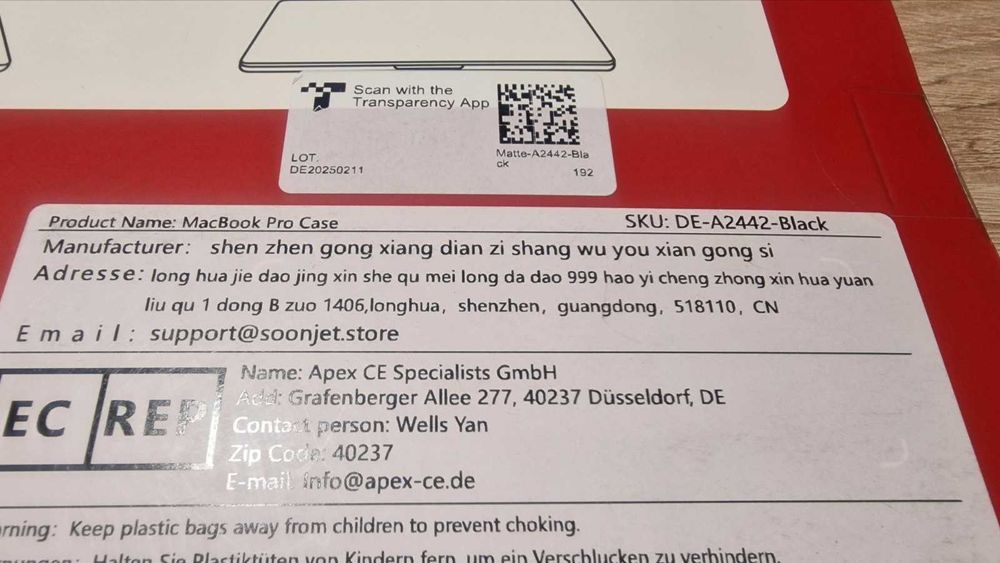 Scan with the
Transparency App
Matte-A2442-Bla
ck
192
LOT.
DE20250211
Product Name: MacBook Pro Case
SKU: DE-A2442-Black
Manufacturer: shen zhen gong xiang dian zi shang wu you xian gong si
Adresse: long hua jie dao jing xin she qu mei long da dao 999 hao yi cheng zhong xin hua yuan
liu qu 1 dong B zuo 1406,longhua, shenzhen, guangdong, 518110, CN
Email: support@soonjet.store
EC REP
Name: Apex CE Specialists GmbH
Add: Grafenberger Allee 277, 40237 Düsseldorf, DE
Contact person: Wells Yan
Zip Code: 40237
E-mail: Info@apex-ce.de
rning: Keep plastic bags away from children to prevent choking.
Halten Sie Plastiktüten von Kindern fern, um ein Verschlucken zu verhindern.